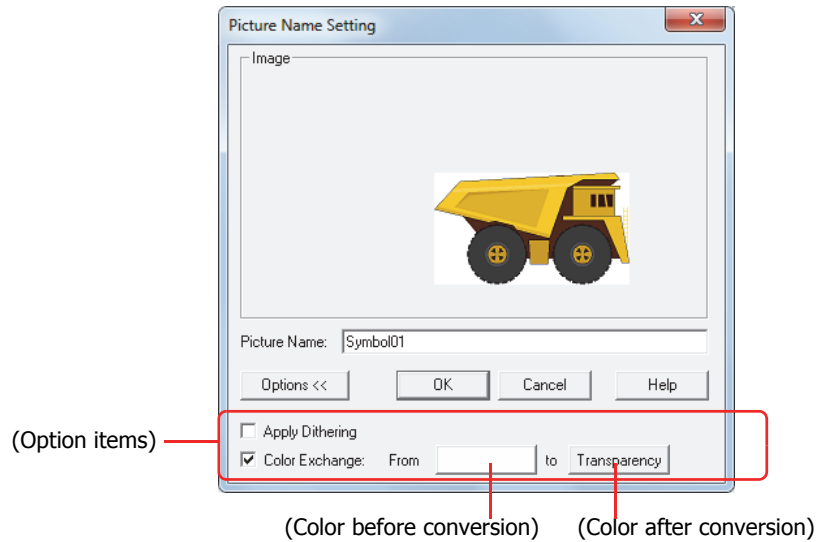 Picture Name Setting
Image
Picture Name: Symbol01
Options << OK Cancel Help
(Option items)
Apply Dithering
Color Exchange: From to Transparency
(Color before conversion) (Color after conversion)